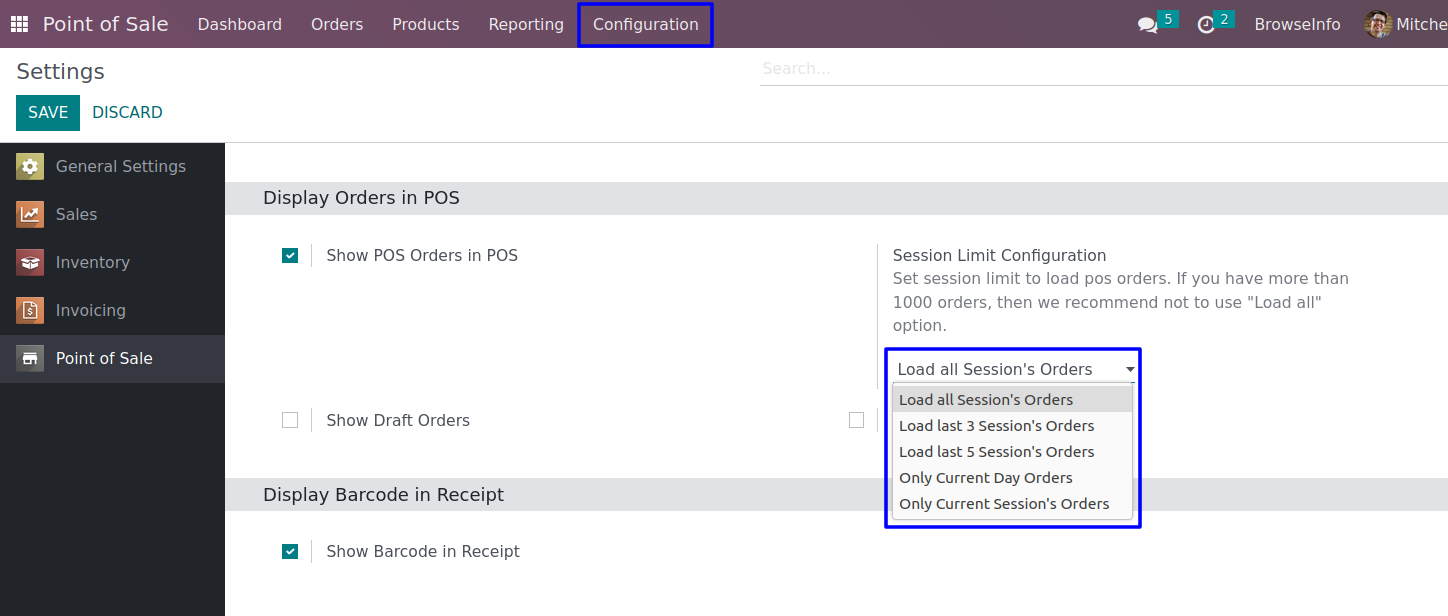 Point of Sale Dashboard Orders Products Reporting Configuration 5 2 BrowseInfo Mitche
Settings
Search...
SAVE DISCARD
General Settings
Sales
Inventory
Invoicing
Point of Sale
Display Orders in POS
Show POS Orders in POS
Session Limit Configuration
Set session limit to load pos orders. If you have more than
1000 orders, then we recommend not to use "Load all"
option.
Load all Session's Orders
Load all Session's Orders
Load last 3 Session's Orders
Load last 5 Session's Orders
Only Current Day Orders
Only Current Session's Orders
Show Draft Orders
Display Barcode in Receipt
Show Barcode in Receipt